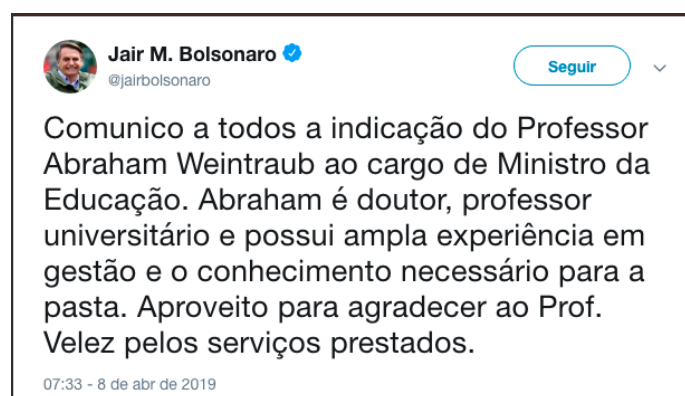 Jair M. Bolsonaro
@jairbolsonaro
Seguir
Comunico a todos a indicação do Professor
Abraham Weintraub ao cargo de Ministro da
Educação. Abraham é doutor, professor
universitário e possui ampla experiência em
gestão e o conhecimento necessário para a
pasta. Aproveito para agradecer ao Prof.
Velez pelos serviços prestados.
07:33 - 8 de abr de 2019